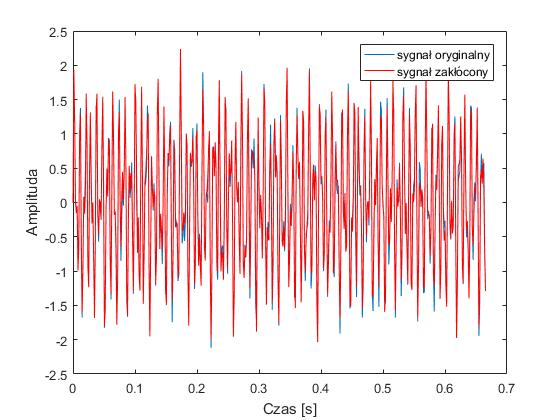 2.5
2
1.5
1
0.5
0
-0.5
-1
-1.5
-2
-2.5
Amplituda
sygnał oryginalny
sygnał zakłócony
0 0.1 0.2 0.3 0.4 0.5 0.6 0.7
Czas [s]